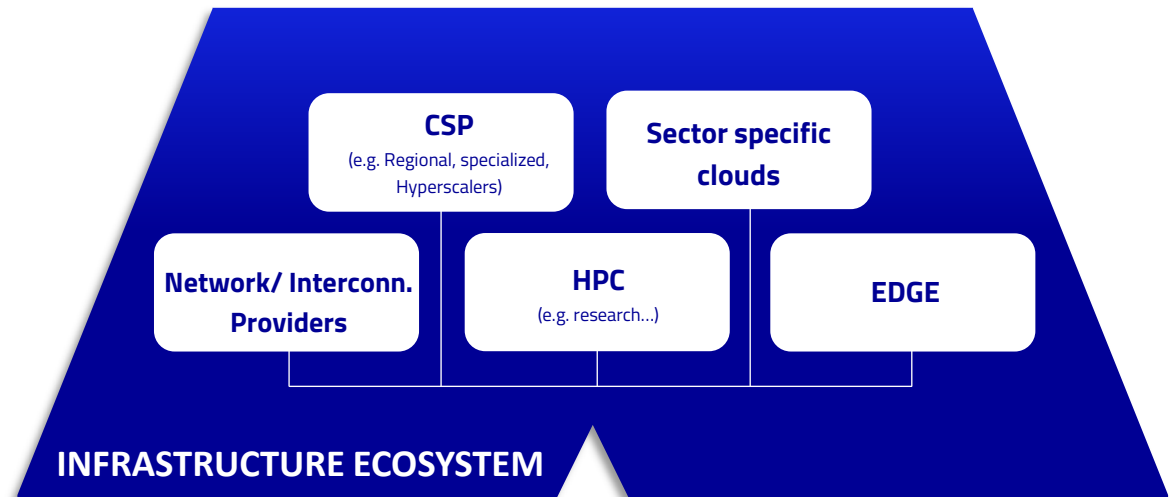 CSP
(e.g. Regional, specialized,
Hyperscalers)
Sector specific
clouds
Network/ Interconn.
Providers
HPC
(e.g. research...)
EDGE
INFRASTRUCTURE ECOSYSTEM